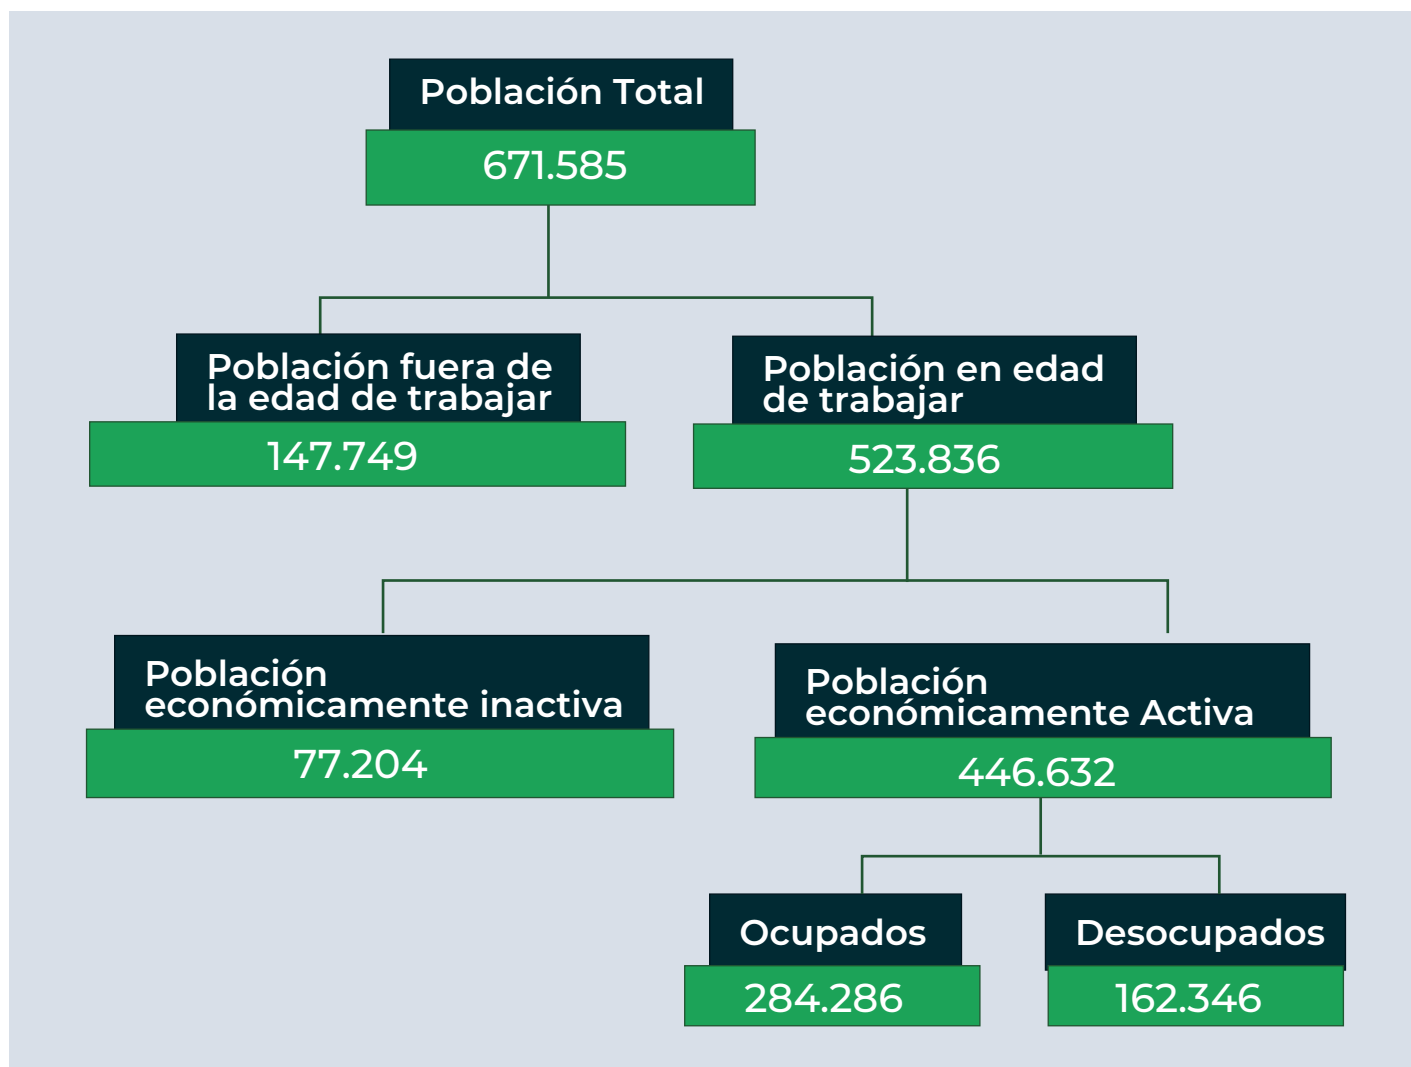 Población Total
671.585
Población fuera de
la edad de trabajar
147.749
Población en edad
de trabajar
523.836
Población
económicamente inactiva
77.204
Población
económicamente Activa
446.632
Ocupados
284.286
Desocupados
162.346